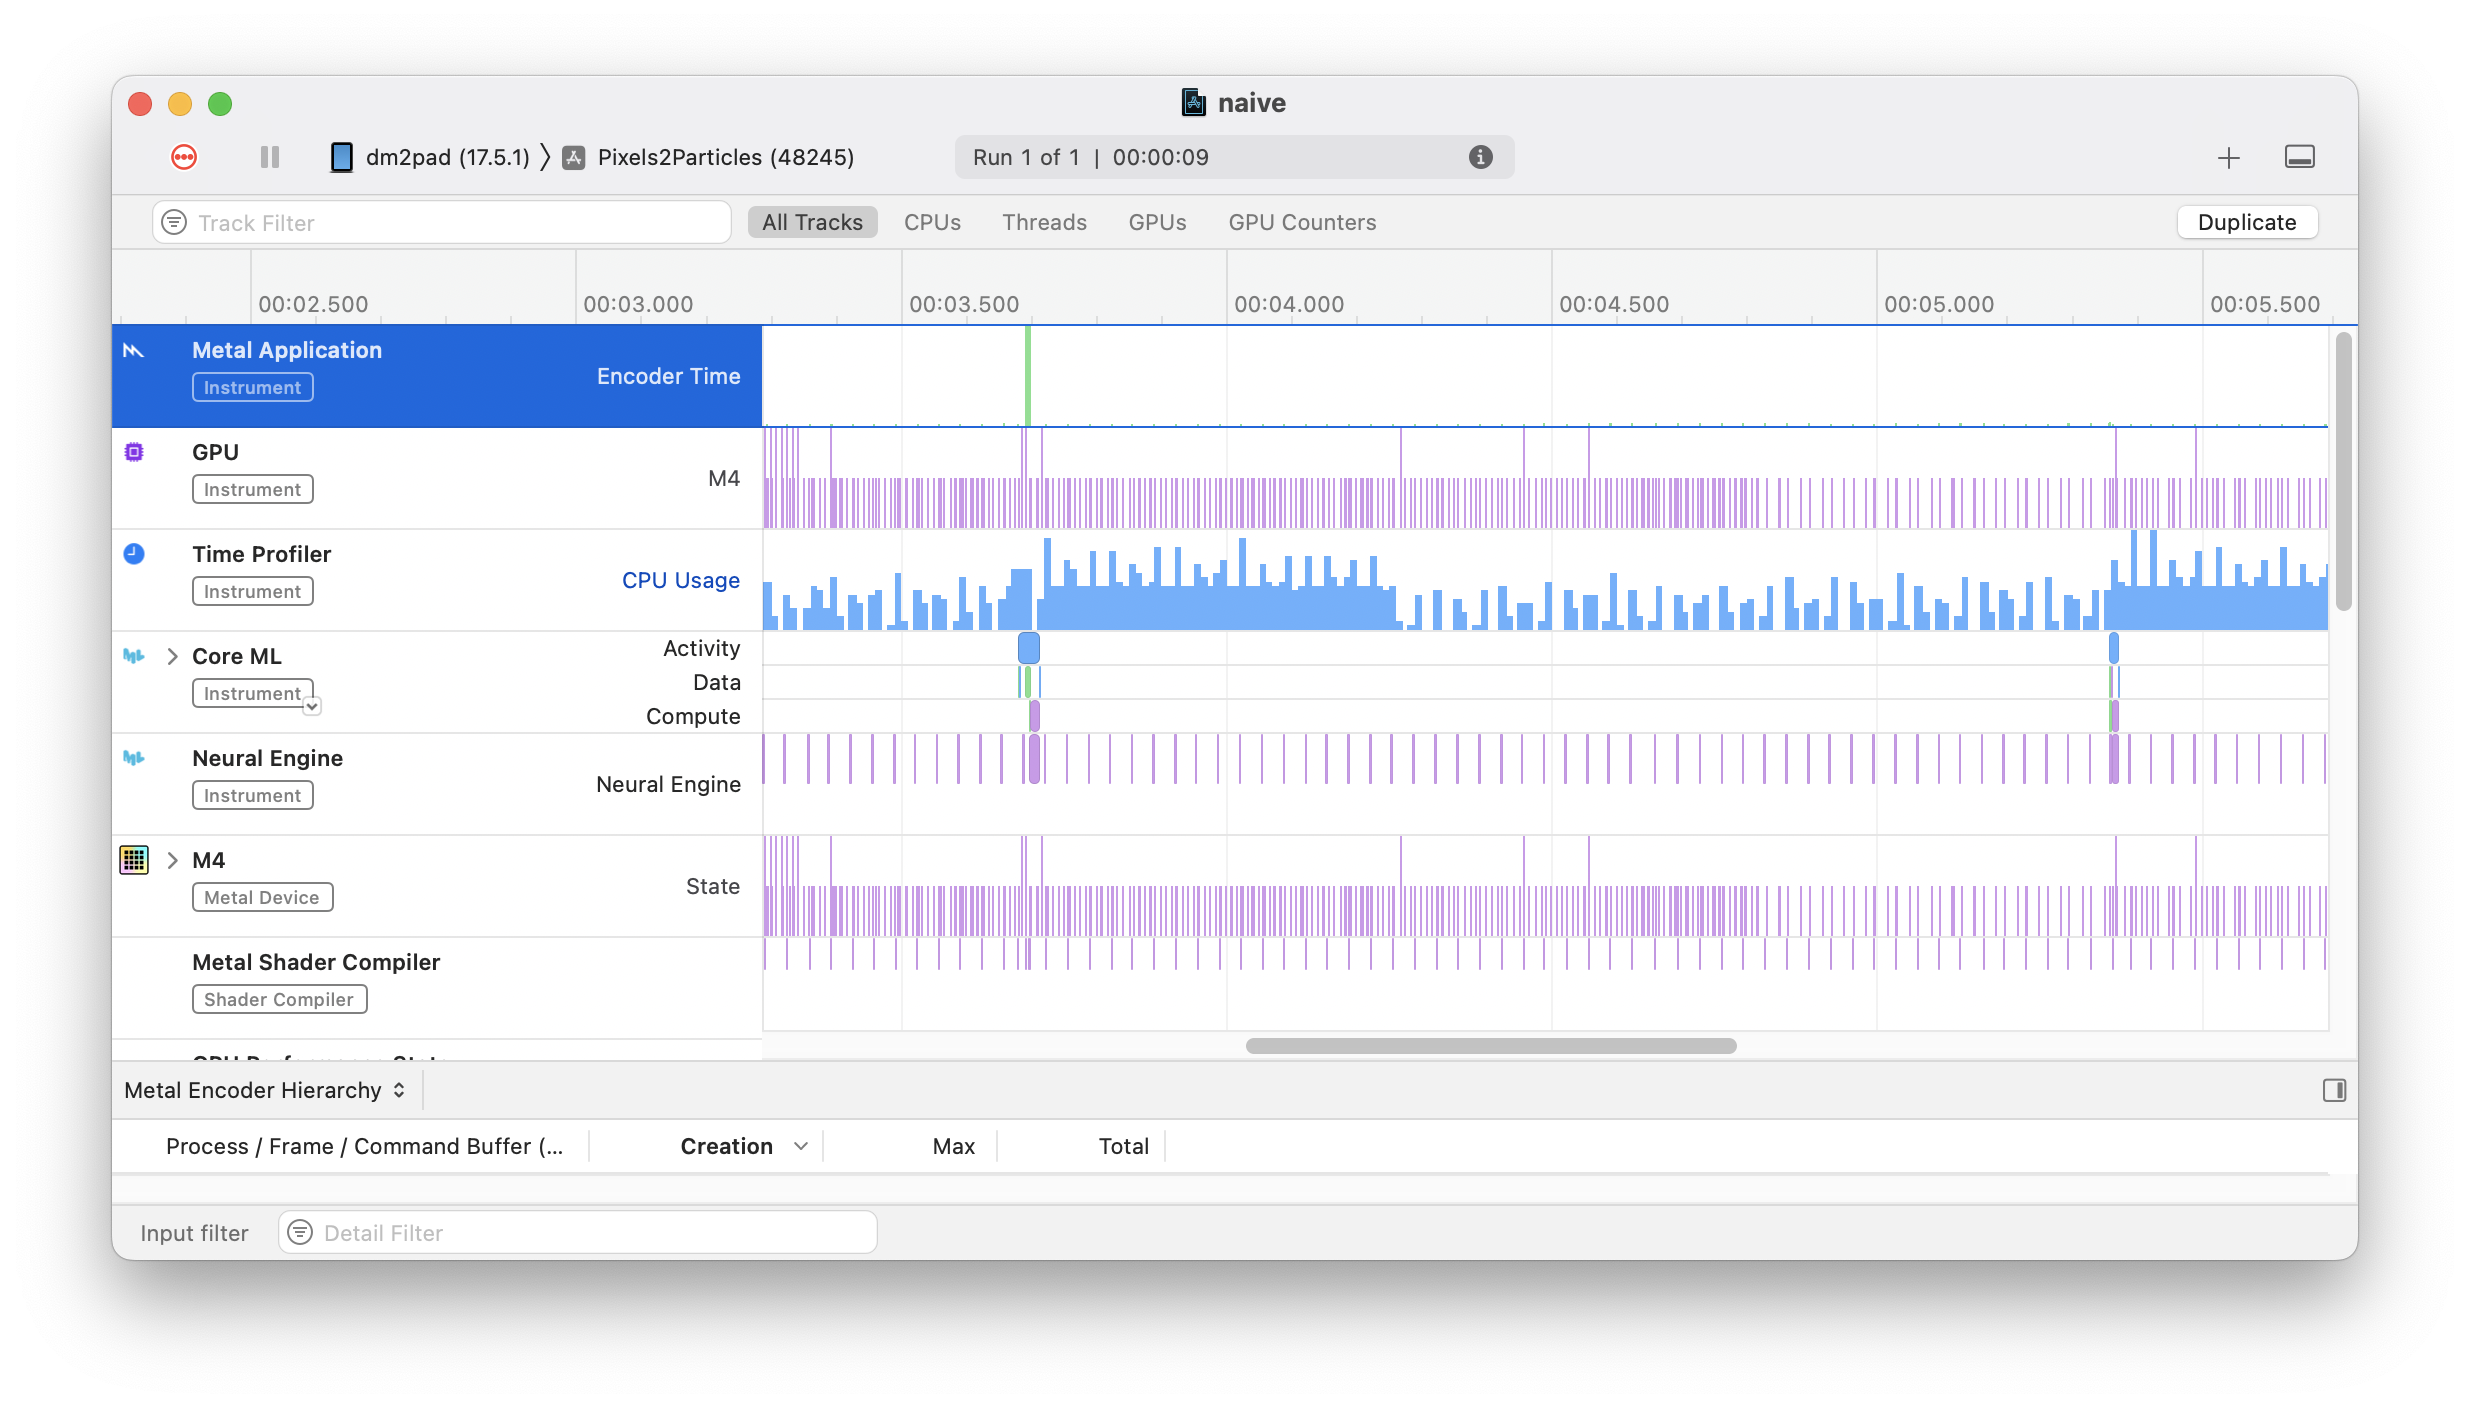 naive
dm2pad (17.5.1) Pixels2Particles (48245)
Run 1 of 1 | 00:00:09
Track Filter
All Tracks CPUs Threads GPUs GPU Counters
Duplicate
00:02.500 00:03.000 00:03.500 00:04.000 00:04.500 00:05.000 00:05.500
Metal Application
Instrument
Encoder Time
GPU
Instrument
M4
Time Profiler
Instrument
CPU Usage
Core ML
Instrument
Activity
Data
Compute
Neural Engine
Instrument
Neural Engine
M4
Metal Device
State
Metal Shader Compiler
Shader Compiler
Metal Encoder Hierarchy
Process / Frame / Command Buffer (... Creation Max Total
Input filter
Detail Filter